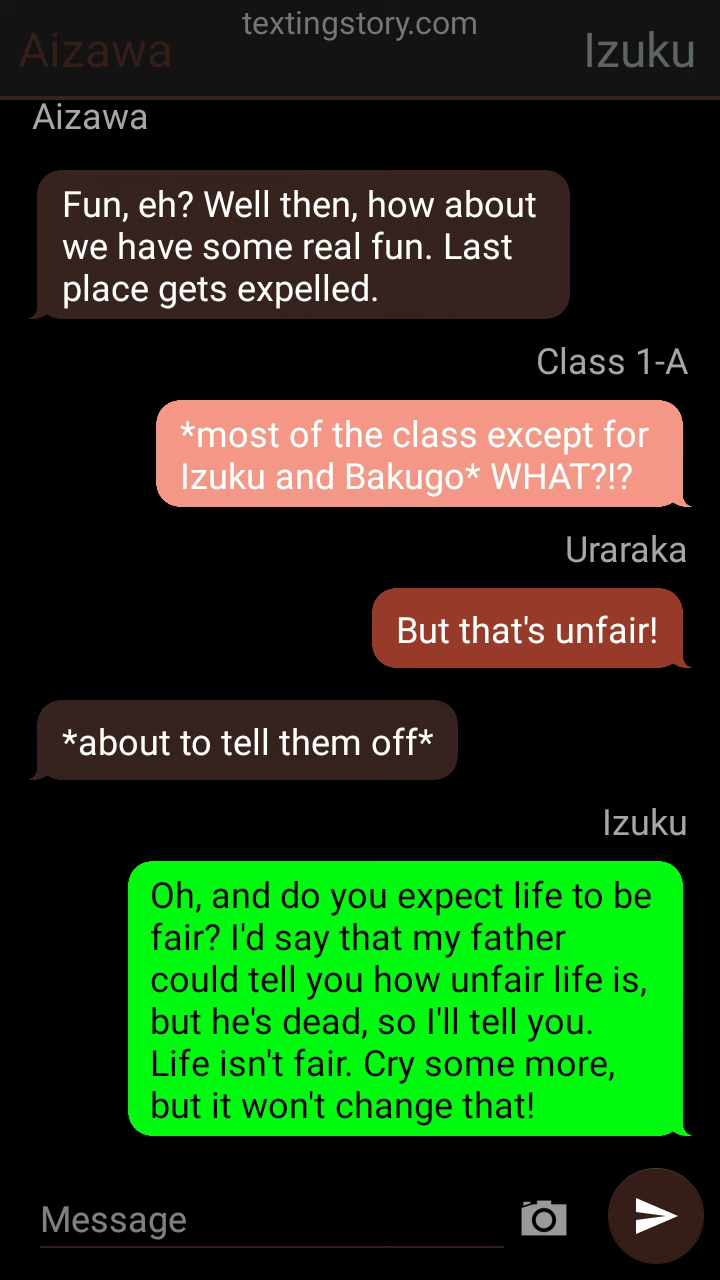 textingstory.com
Aizawa
Izuku
Aizawa
Fun, eh? Well then, how about
we have some real fun. Last
place gets expelled.
Class 1-A
*most of the class except for
Izuku and Bakugo* WHAT?!?
Uraraka
But that's unfair!
*about to tell them off*
Izuku
Oh, and do you expect life to be
fair? I'd say that my father
could tell you how unfair life is,
but he's dead, so I'll tell you.
Life isn't fair. Cry some more,
but it won't change that!
Message